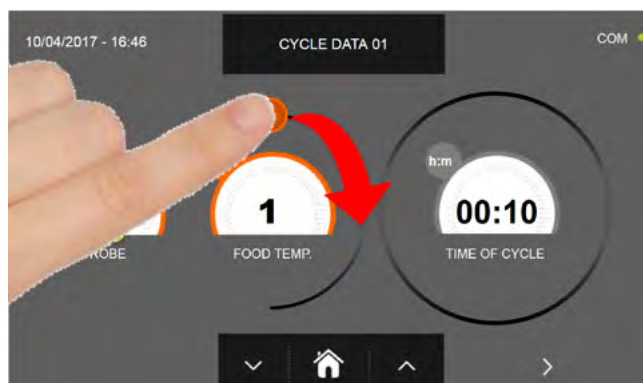 10/04/2017 - 16:46
CYCLE DATA 01
COM
h:m
1
00:10
ROBE
FOOD TEMP.
TIME OF CYCLE